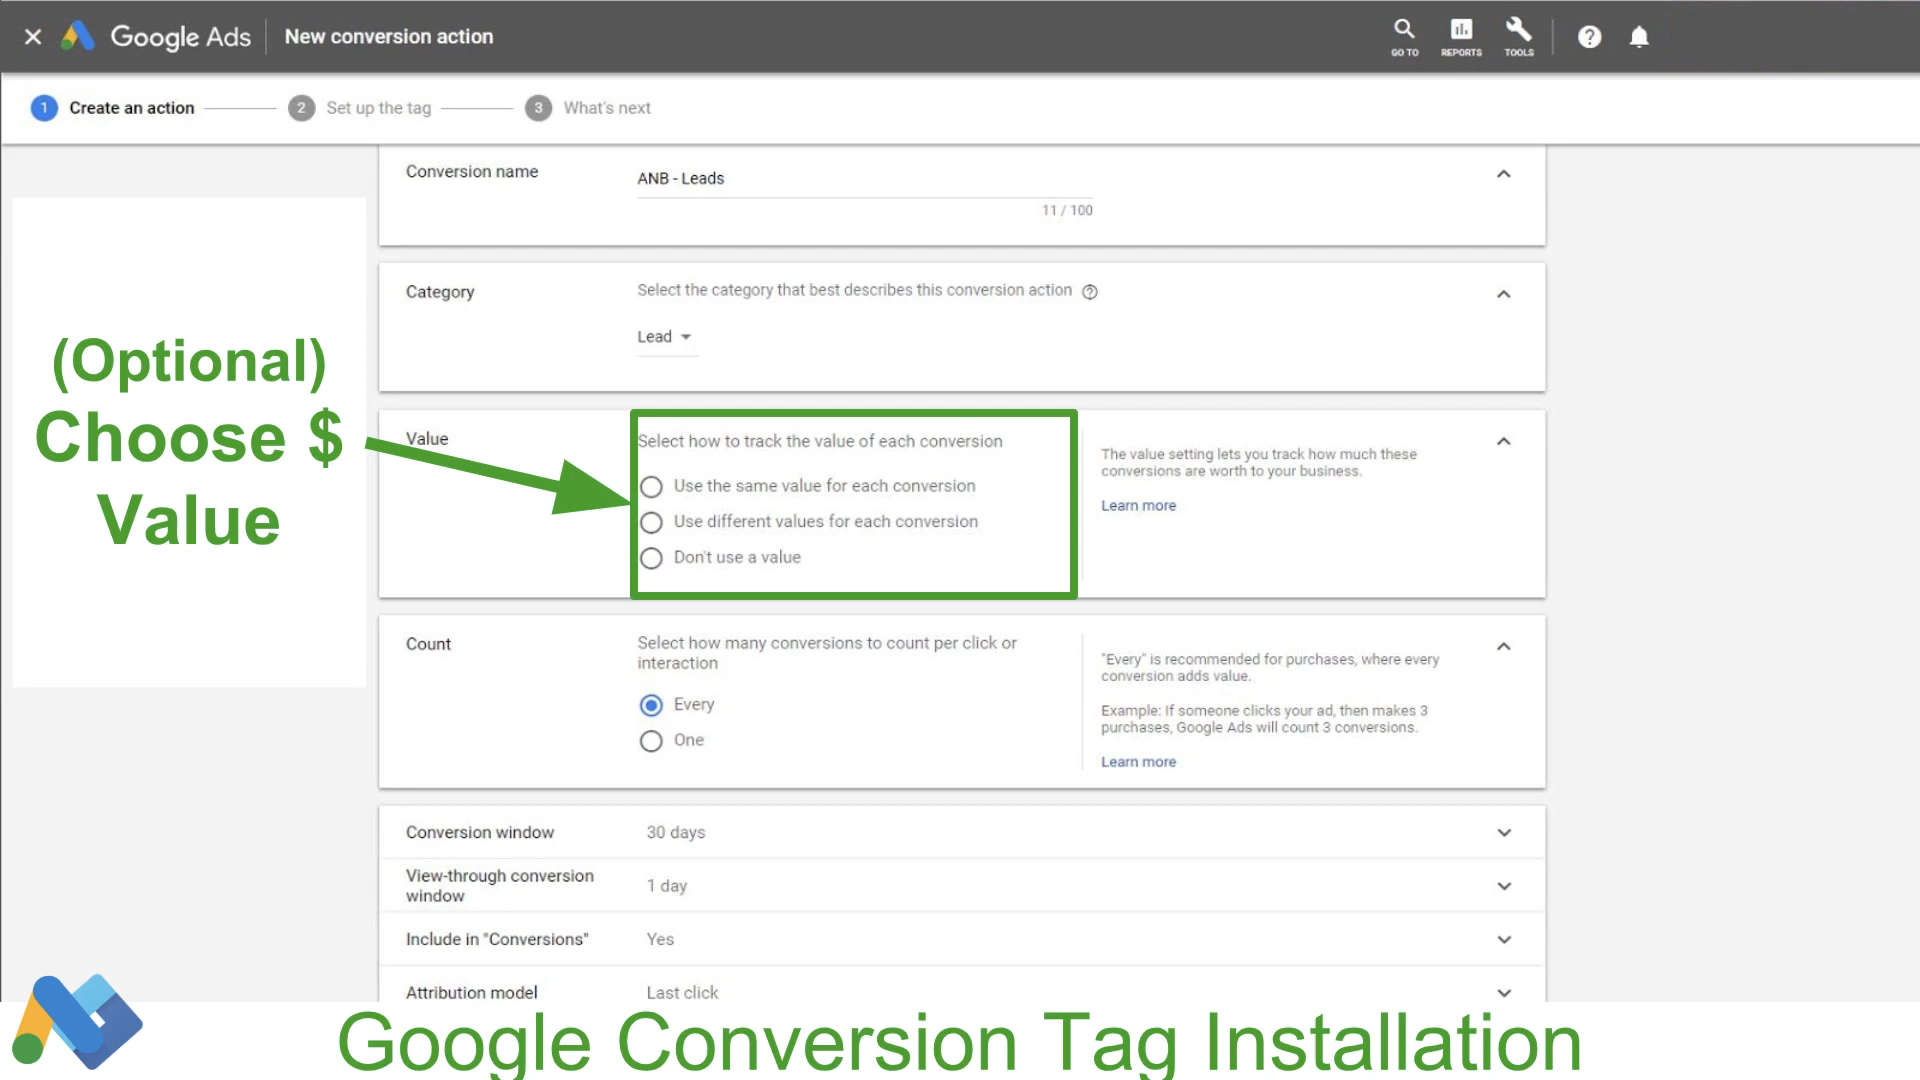 Google Ads
New conversion action
GO TO
REPORTS
TOOLS
1 Create an action
2 Set up the tag
3 What's next
Conversion name
ANB - Leads
11 / 100
Category
Select the category that best describes this conversion action
Lead
(Optional)
Choose $
Value
Value
Select how to track the value of each conversion
Use the same value for each conversion
Use different values for each conversion
Don't use a value
The value setting lets you track how much these
conversions are worth to your business.
Learn more
Count
Select how many conversions to count per click or
interaction
Every
One
"Every" is recommended for purchases, where every
conversion adds value.
Example: If someone clicks your ad, then makes 3
purchases, Google Ads will count 3 conversions.
Learn more
Conversion window
30 days
View-through conversion
window
1 day
Include in "Conversions"
Yes
Attribution model
Last click
Google Conversion Tag Installation